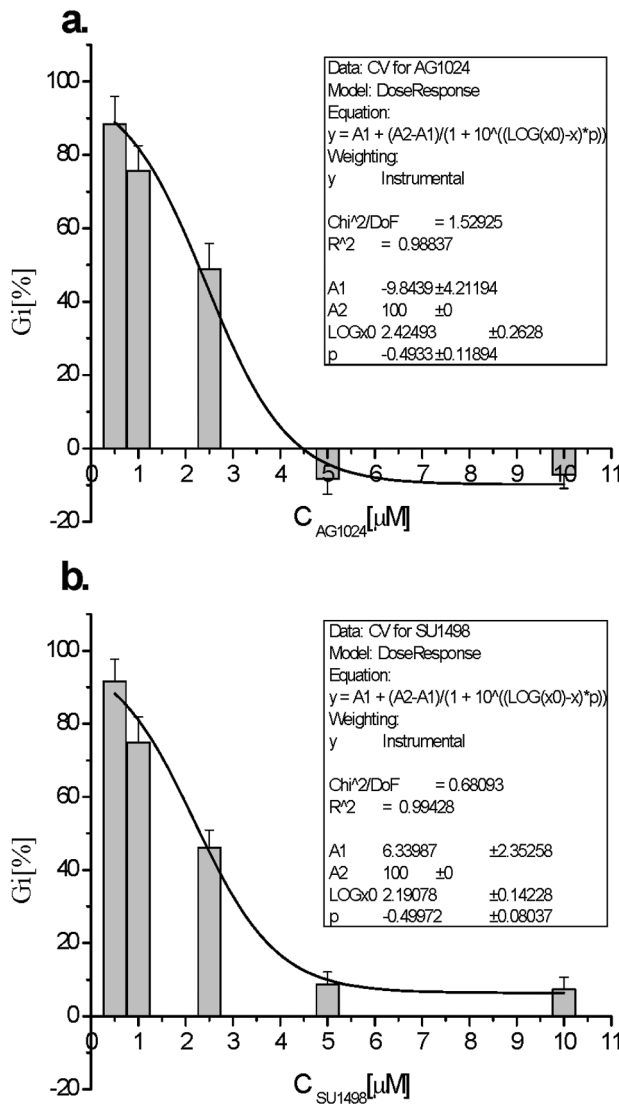 a.
100
80
60
40
20
0
-20
Gi[%]
Data: CV for AG1024
Model: DoseResponse
Equation:
y = A1 + (A2-A1)/(1 + 10^((LOG(x0)-x)*p))
Weighting:
y Instrumental
Chi^2/DoF = 1.52925
R^2 = 0.98837
A1 -9.8439 ±4.21194
A2 100 ±0
LOGx0 2.42493 ±0.2628
p -0.4933 ±0.11894
0 1 2 3 4 5 6 7 8 9 10 11
C AG1024 [μM]
b.
100
80
60
40
20
0
-20
Gi[%]
Data: CV for SU1498
Model: DoseResponse
Equation:
y = A1 + (A2-A1)/(1 + 10^((LOG(x0)-x)*p))
Weighting:
y Instrumental
Chi^2/DoF = 0.68093
R^2 = 0.99428
A1 6.33987 ±2.35258
A2 100 ±0
LOGx0 2.19078 ±0.14228
p -0.49972 ±0.08037
0 1 2 3 4 5 6 7 8 9 10 11
C SU1498 [μM]